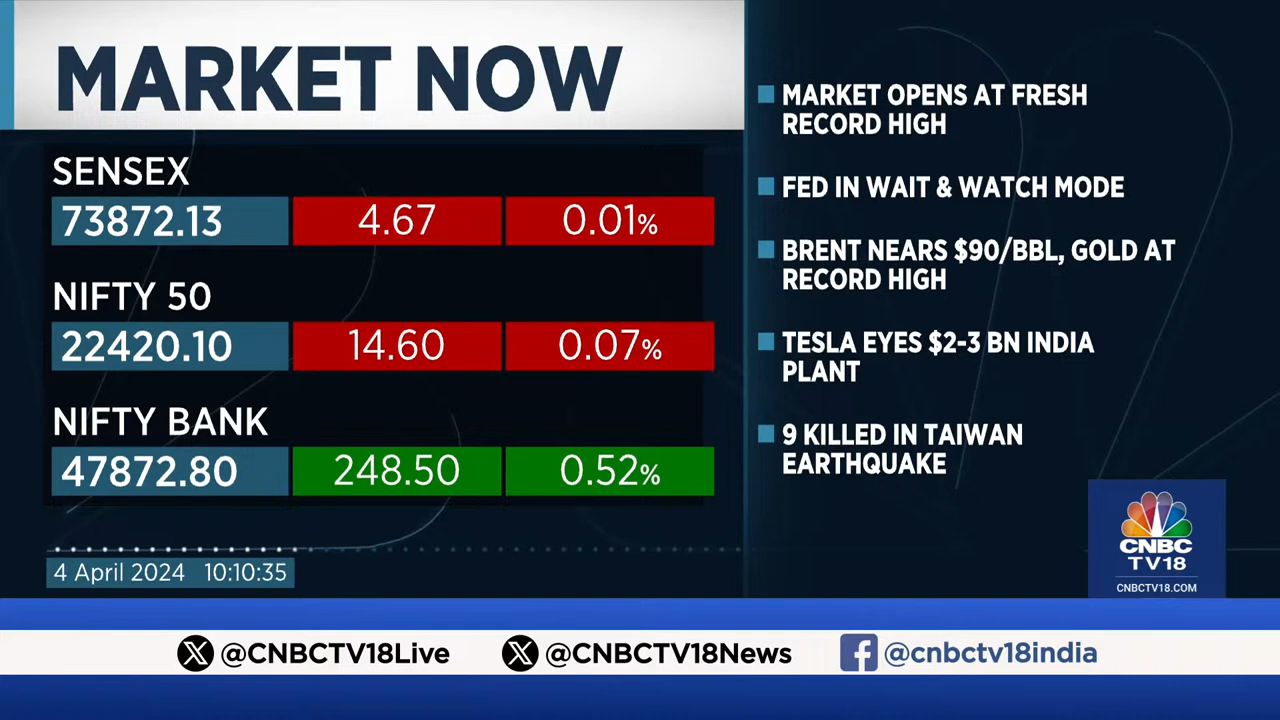 MARKET NOW
SENSEX
73872.13 4.67 0.01%
NIFTY 50
22420.10 14.60 0.07%
NIFTY BANK
47872.80 248.50 0.52%
4 April 2024 10:10:35
MARKET OPENS AT FRESH
RECORD HIGH
FED IN WAIT & WATCH MODE
BRENT NEARS $90/BBL, GOLD AT
RECORD HIGH
TESLA EYES $2-3 BN INDIA
PLANT
9 KILLED IN TAIWAN
EARTHQUAKE
CNBC
TV18
CNBCTV18.COM
@CNBCTV18Live @CNBCTV18News @cnbctv18india